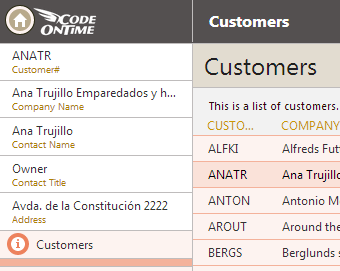 CODE
ONTIME
Customers
ANATR
Customer#
Ana Trujillo Emparedados y h...
Company Name
Ana Trujillo
Contact Name
Owner
Contact Title
Avda. de la Constitución 2222
Address
Customers
Customers
This is a list of customers.
CUSTO... COMPANY
ALFKI Alfreds Fut
ANATR Ana Trujillo
ANTON Antonio M
AROUT Around the
BERGS Berglunds s